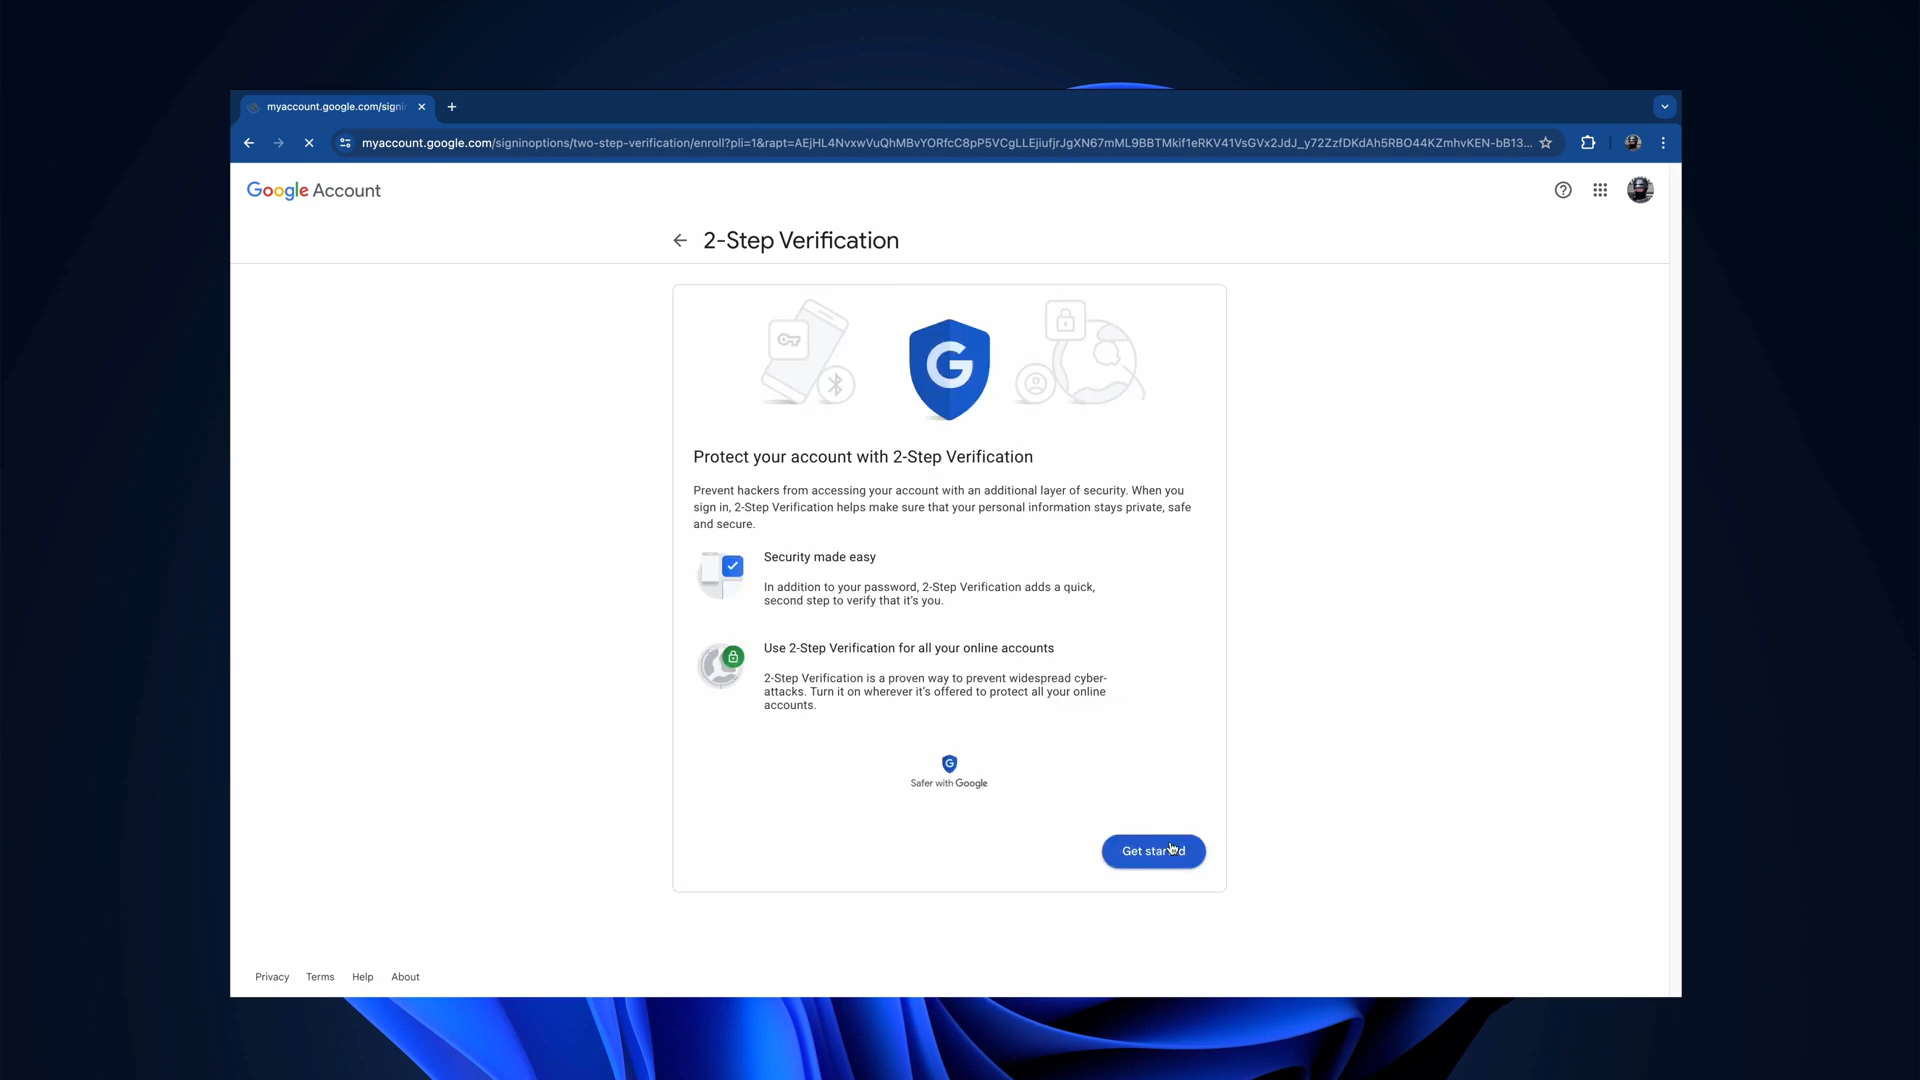 myaccount.google.com/signi
myaccount.google.com/signinoptions/two-step-verification/enroll?pli=1&rapt=AEjHL4NvxwVuQhMBvYORfcC8pP5VCgLLEjiufjrJgXN67mML9BBTMkif1eRKV41VsGVx2JdJ_y72ZzfDKdAh5RBO44KZmhvKEN-bB13...
Google Account
2-Step Verification
G
Protect your account with 2-Step Verification
Prevent hackers from accessing your account with an additional layer of security. When you
sign in, 2-Step Verification helps make sure that your personal information stays private, safe
and secure.
Security made easy
In addition to your password, 2-Step Verification adds a quick,
second step to verify that it's you.
Use 2-Step Verification for all your online accounts
2-Step Verification is a proven way to prevent widespread cyber-
attacks. Turn it on wherever it's offered to protect all your online
accounts.
G
Safer with Google
Get started
Privacy Terms Help About